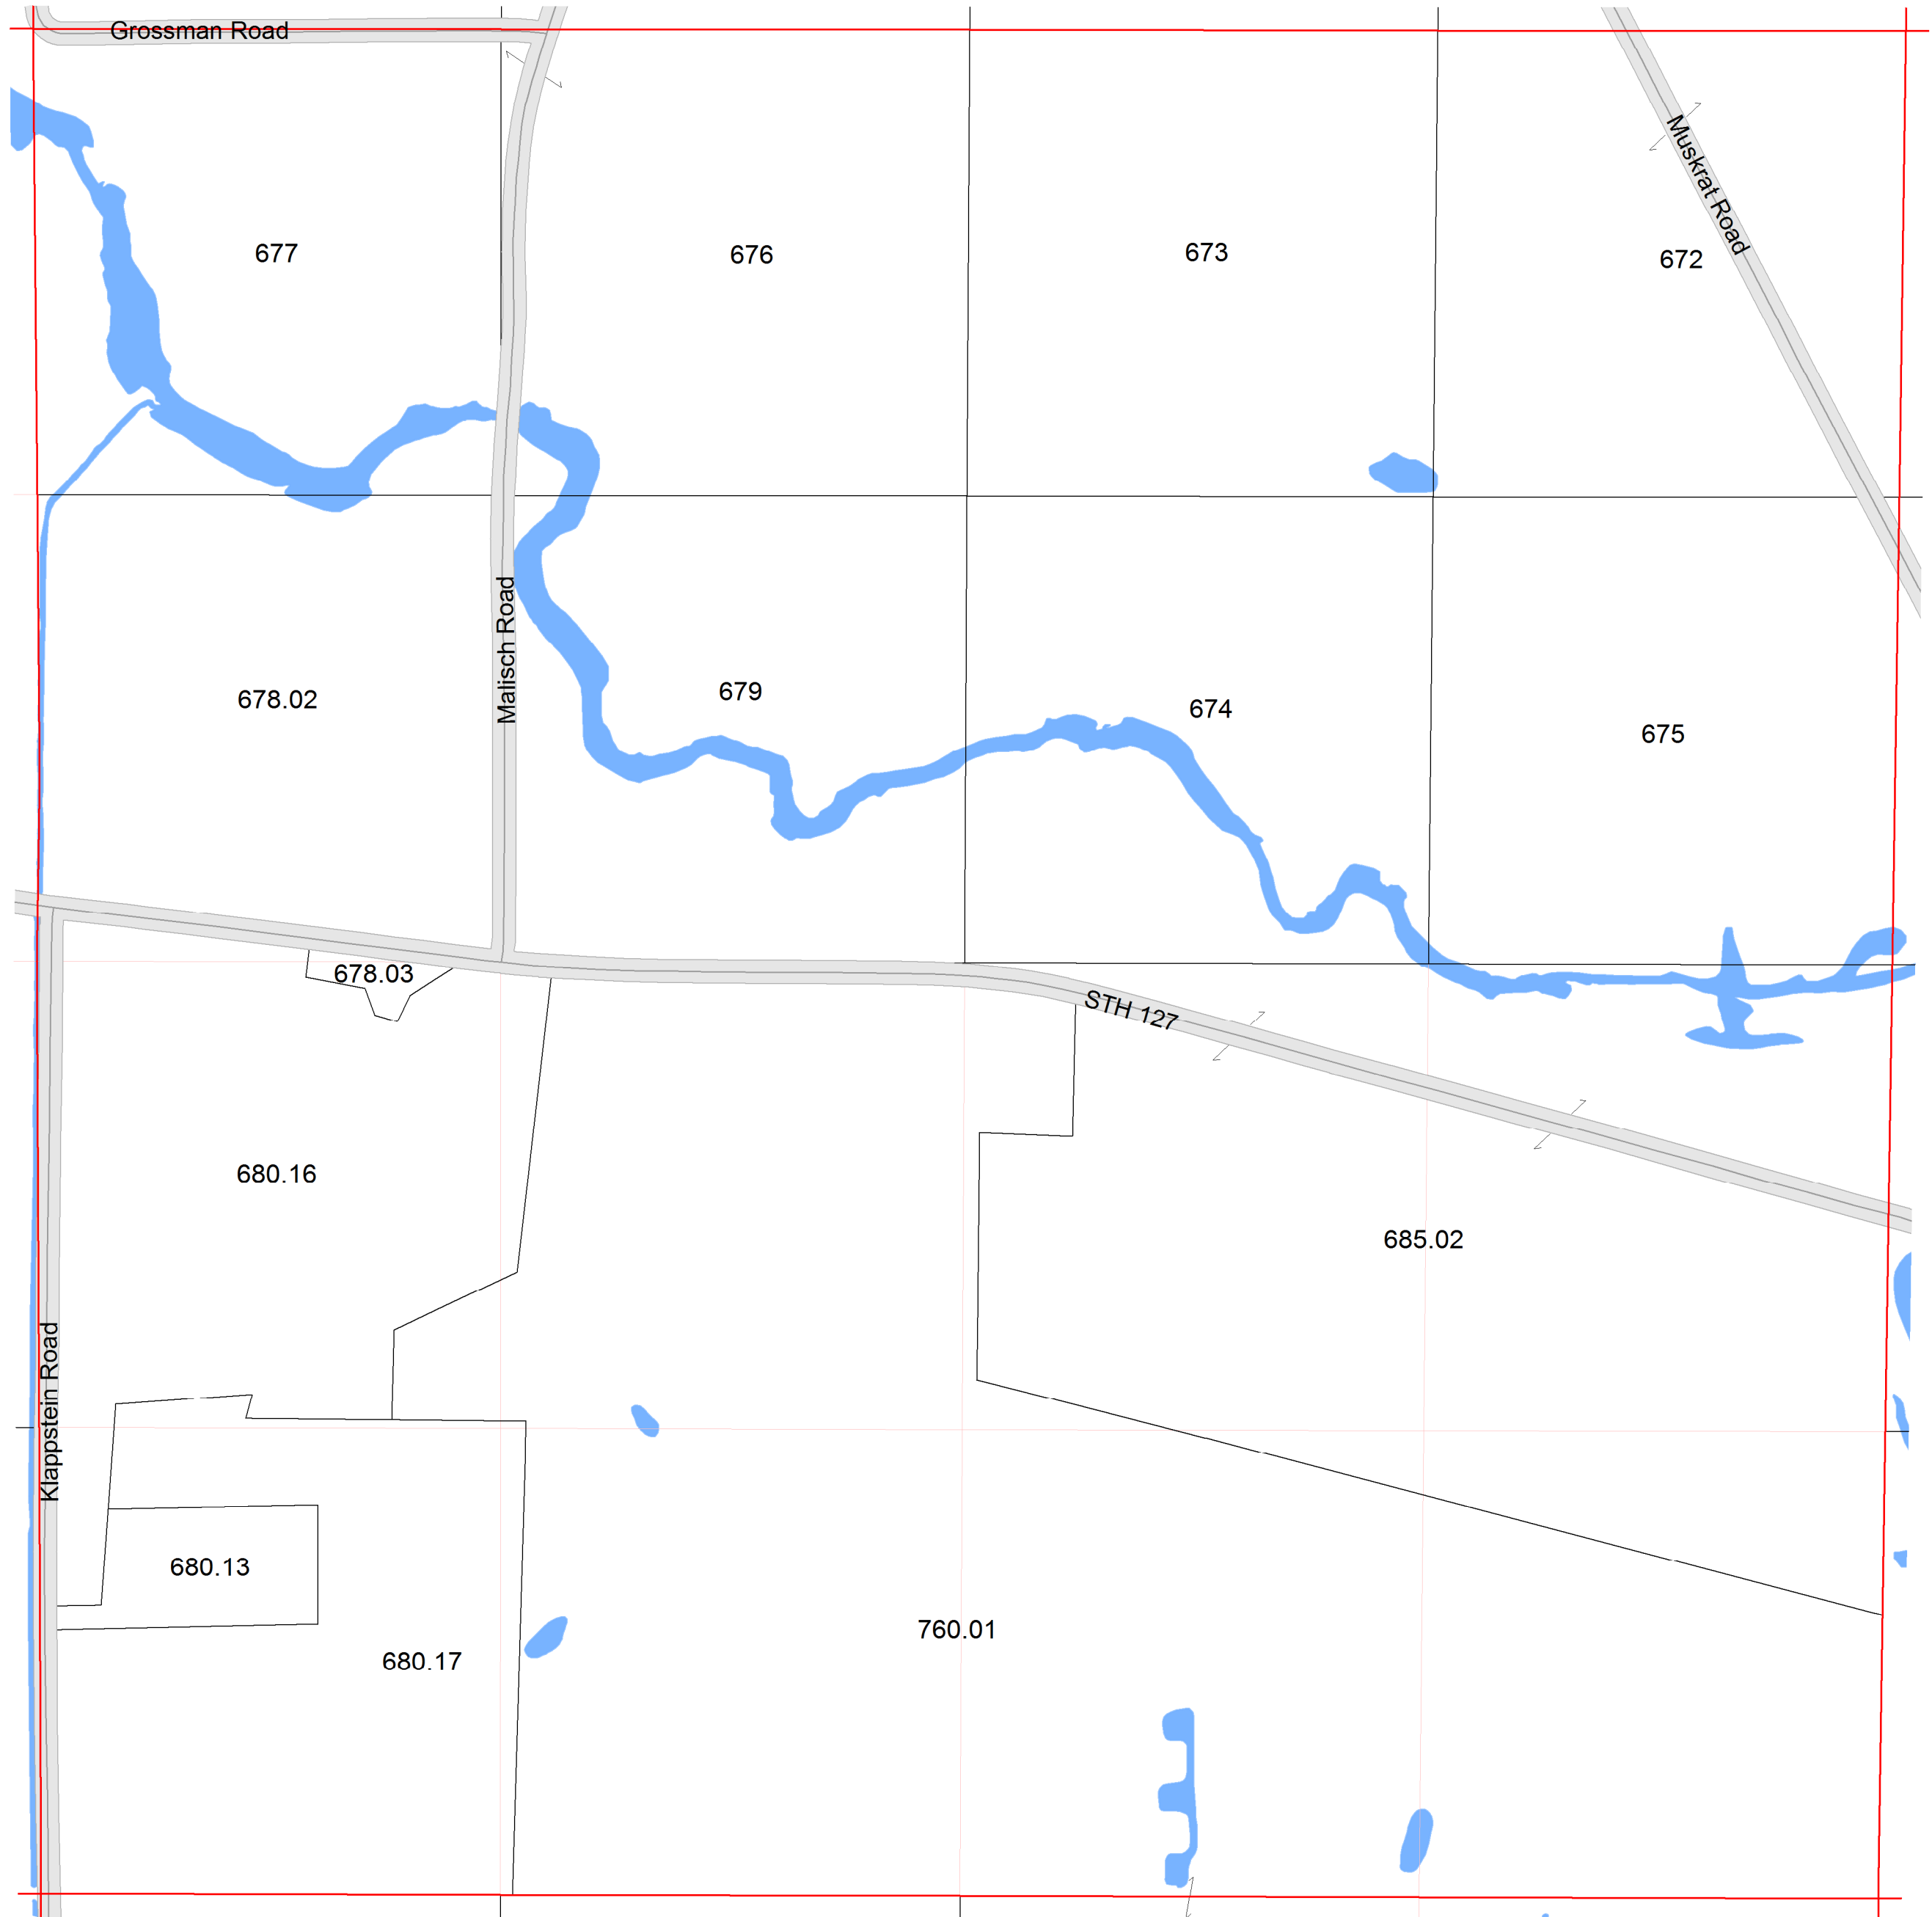 Grossman Road
Muskrat Road
677
676
673
672
Malisch Road
678.02
679
674
675
678.03
STH 127
680.16
685.02
Klappstein Road
680.13
760.01
680.17